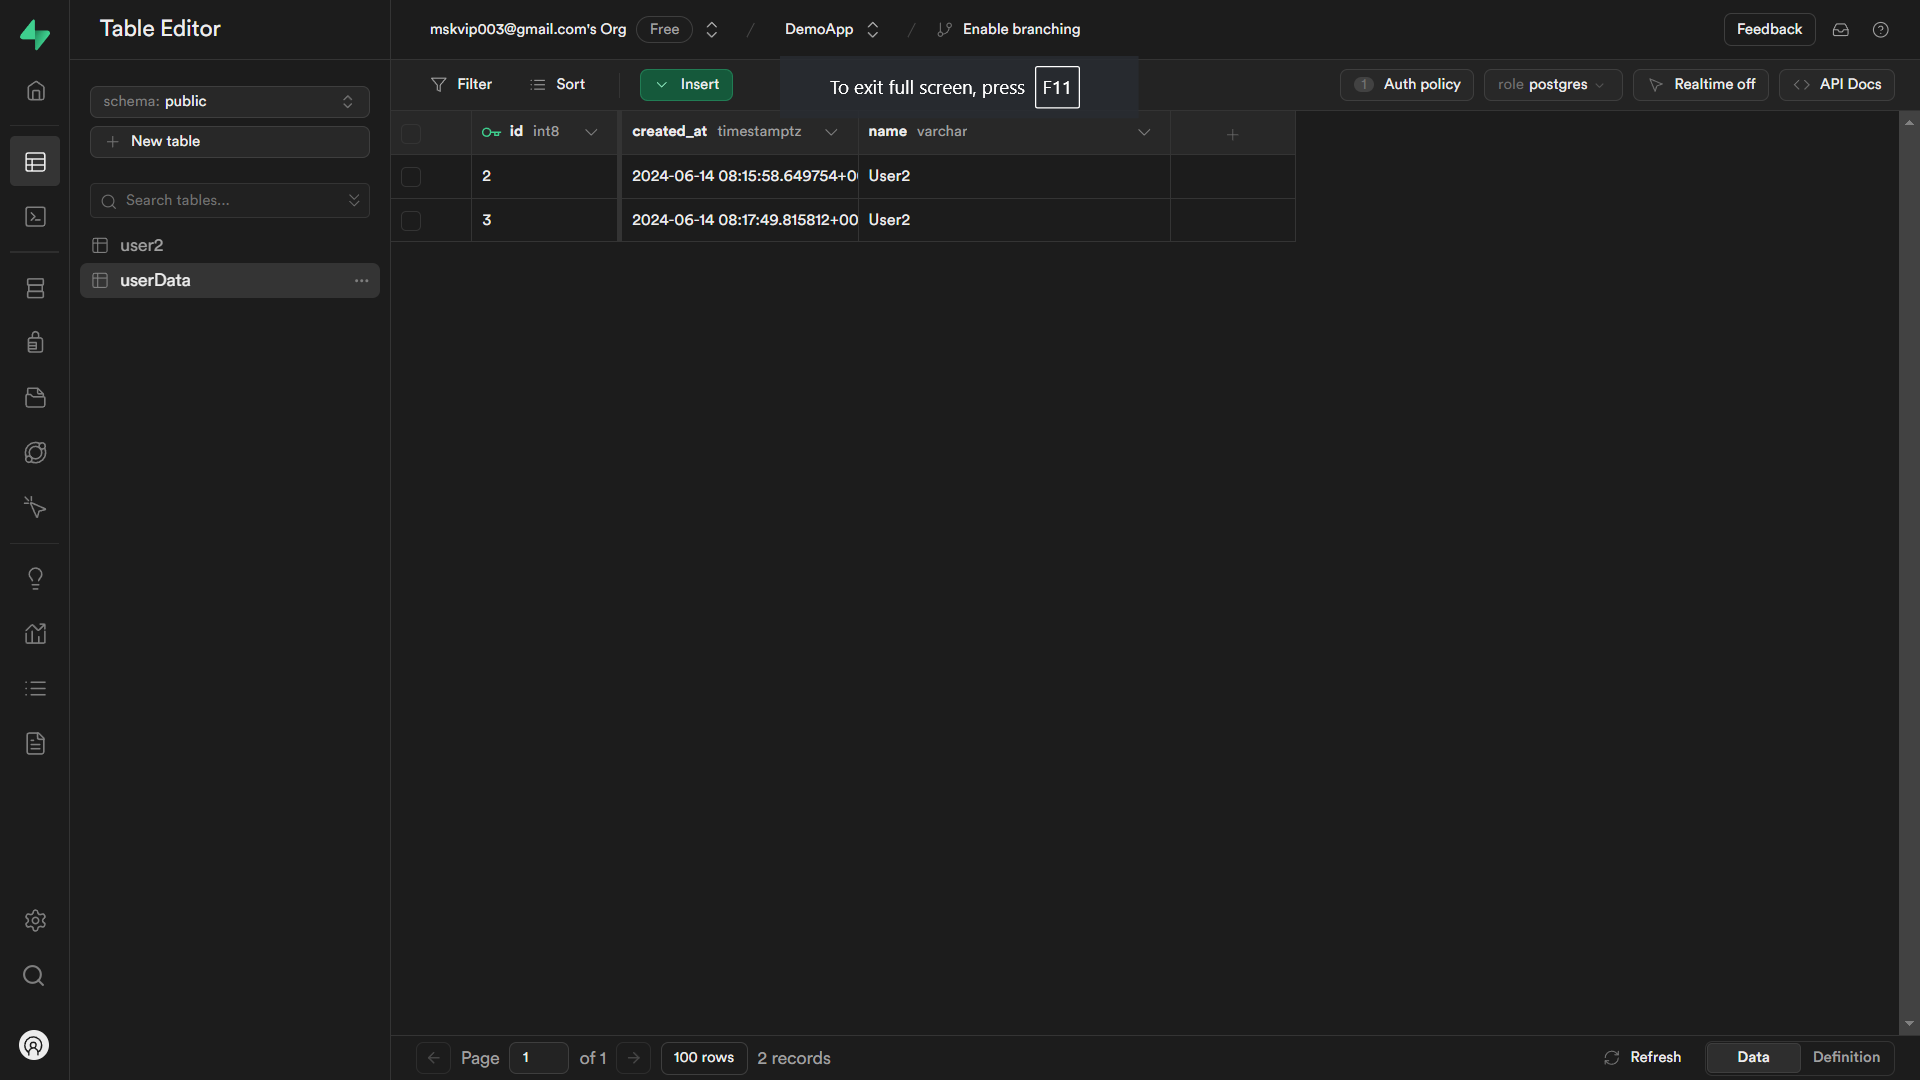 Table Editor
mskvip003@gmail.com's Org Free / DemoApp / Enable branching
Feedback
schema: public
New table
Search tables...
user2
userData
Filter Sort Insert
To exit full screen, press F11
1 Auth policy role postgres Realtime off API Docs
id int8 created_at timestamptz name varchar
2 2024-06-14 08:15:58.649754+0 User2
3 2024-06-14 08:17:49.815812+00 User2
Page 1 of 1 100 rows 2 records
Refresh Data Definition